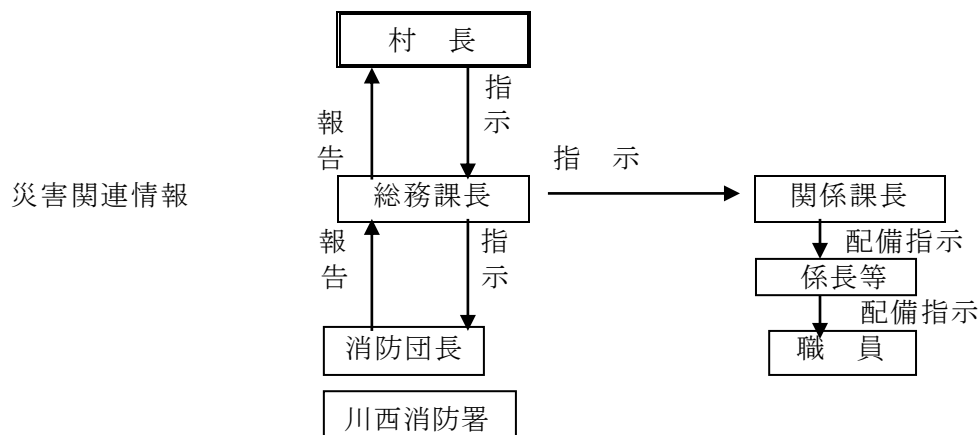 村　長
報告
指示
指　示
災害関連情報
総務課長
関係課長
報告
指示
配備指示
係長等
配備指示
消防団長
職　員
川西消防署